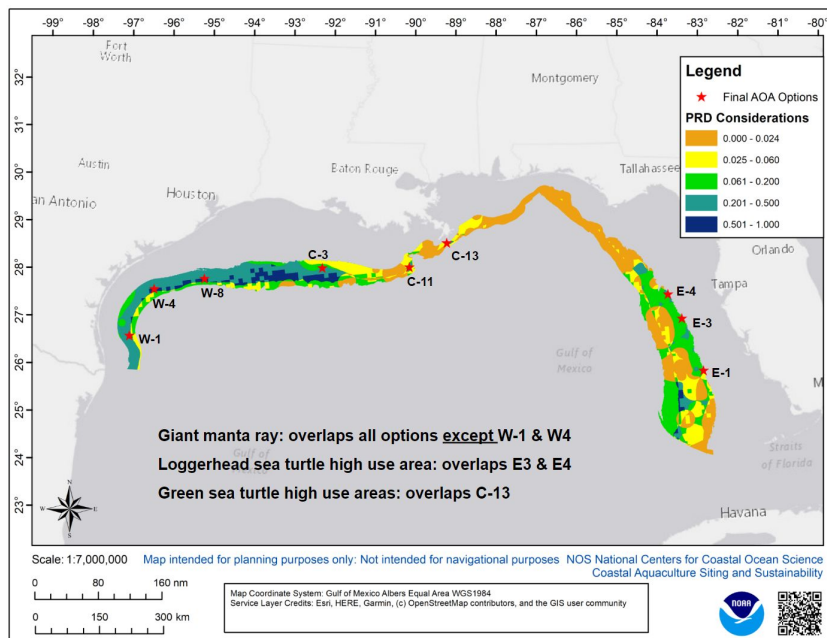 -99° -98° -97° -96° -95° -94° -93° -92° -91° -90° -89° -88° -87° -86° -85° -84° -83° -82° -81° -80°
Fort
Worth
32°
31°
30°
29°
28°
27°
26°
25°
24°
23°
Montgomery
Austin
Baton Rouge
Tallahassee
Houston
an Antonio
Orlando
Tampa
Legend
Final AOA Options
PRD Considerations
0.000 - 0.024
0.025 - 0.060
0.061 - 0.200
0.201 - 0.500
0.501 - 1.000
C-3
C-13
C-11
W-8
W-4
W-1
E-4
E-3
E-1
Gulf of
Mexico
M
Giant manta ray: overlaps all options except W-1 & W4
Loggerhead sea turtle high use area: overlaps E3 & E4
Green sea turtle high use areas: overlaps C-13
Gulf of
Straits
of Florida
Havana
N
W
E
S
Scale: 1:7,000,000
Map intended for planning purposes only: Not intended for navigational purposes
NOS National Centers for Coastal Ocean Science
Coastal Aquaculture Siting and Sustainability
0 80 160 nm
0 150 300 km
Map Coordinate System: Gulf of Mexico Albers Equal Area WGS1984
Service Layer Credits: Esri, HERE, Garmin, (c) OpenStreetMap contributors, and the GIS user community
NOAA